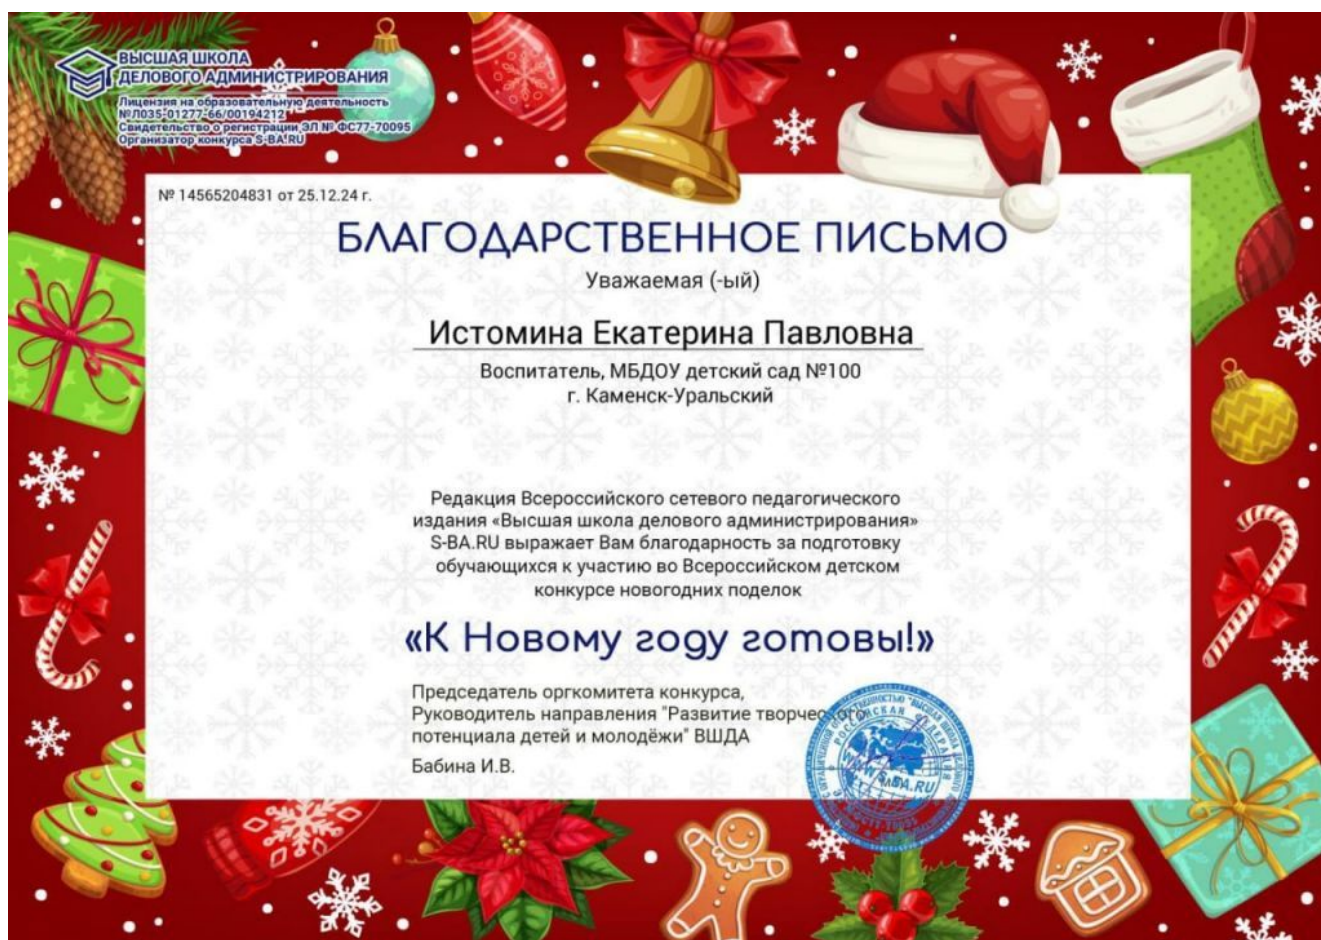 ВЫСШАЯ ШКОЛА
ДЕЛОВОГО АДМИНИСТРИРОВАНИЯ
Лицензия на образовательную деятельность
№Л035-01277-66/00194212
Свидетельство о регистрации ЭЛ № ФС77-70095
Организатор конкурса S-BA.RU
№ 14565204831 от 25.12.24 г.
БЛАГОДАРСТВЕННОЕ ПИСЬМО
Уважаемая (-ый)
Истомина Екатерина Павловна
Воспитатель, МБДОУ детский сад №100
г. Каменск-Уральский
Редакция Всероссийского сетевого педагогического
издания «Высшая школа делового администрирования»
S-BA.RU выражает Вам благодарность за подготовку
обучающихся к участию во Всероссийском детском
конкурсе новогодних поделок
«К Новому году готовы!»
Председатель оргкомитета конкурса,
Руководитель направления "Развитие творческого
потенциала детей и молодёжи" ВШДА
Бабина И.В.
РОССИЙСКАЯ ФЕДЕРАЦИЯ